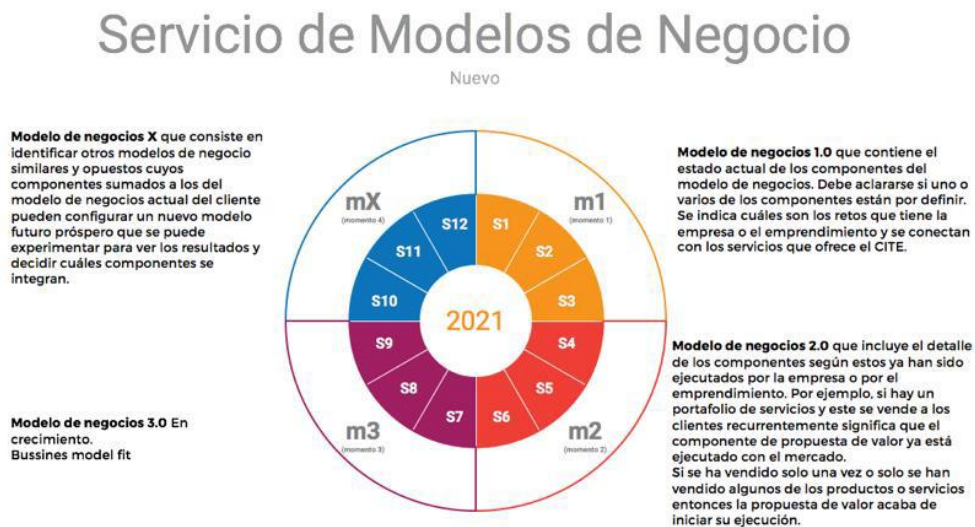 Servicio de Modelos de Negocio
Nuevo
Modelo de negocios X que consiste en
identificar otros modelos de negocio
similares y opuestos cuyos
componentes sumados a los del
modelo de negocios actual del cliente
pueden configurar un nuevo modelo
futuro próspero que se puede
experimentar para ver los resultados y
decidir cuáles componentes se
integran.
mX
(momento 4)
m1
(momento 1)
Modelo de negocios 1.0 que contiene el
estado actual de los componentes del
modelo de negocios. Debe aclararse si uno o
varios de los componentes están por definir.
Se indica cuáles son los retos que tiene la
empresa o el emprendimiento y se conectan
con los servicios que ofrece el CITE.
S12
S1
S11
S2
S10
S3
2021
S9
S4
S8
S5
S7
S6
Modelo de negocios 3.0 En
crecimiento.
Bussines model fit
m3
(momento 3)
m2
(momento 2)
Modelo de negocios 2.0 que incluye el detalle
de los componentes según estos ya han sido
ejecutados por la empresa o por el
emprendimiento. Por ejemplo, si hay un
portafolio de servicios y este se vende a los
clientes recurrentemente significa que el
componente de propuesta de valor ya está
ejecutado con el mercado.
Si se ha vendido solo una vez o solo se han
vendido algunos de los productos o servicios
entonces la propuesta de valor acaba de
iniciar su ejecución.